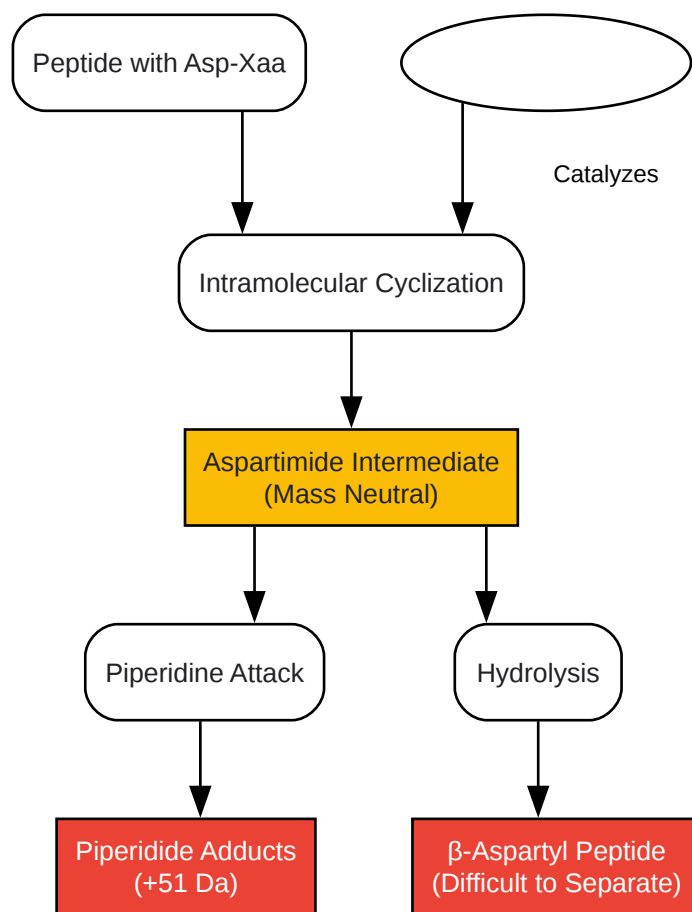 Peptide with Asp-Xaa
Catalyzes
Intramolecular Cyclization
Aspartimide Intermediate
(Mass Neutral)
Piperidine Attack
Hydrolysis
Piperidide Adducts
(+51 Da)
β-Aspartyl Peptide
(Difficult to Separate)